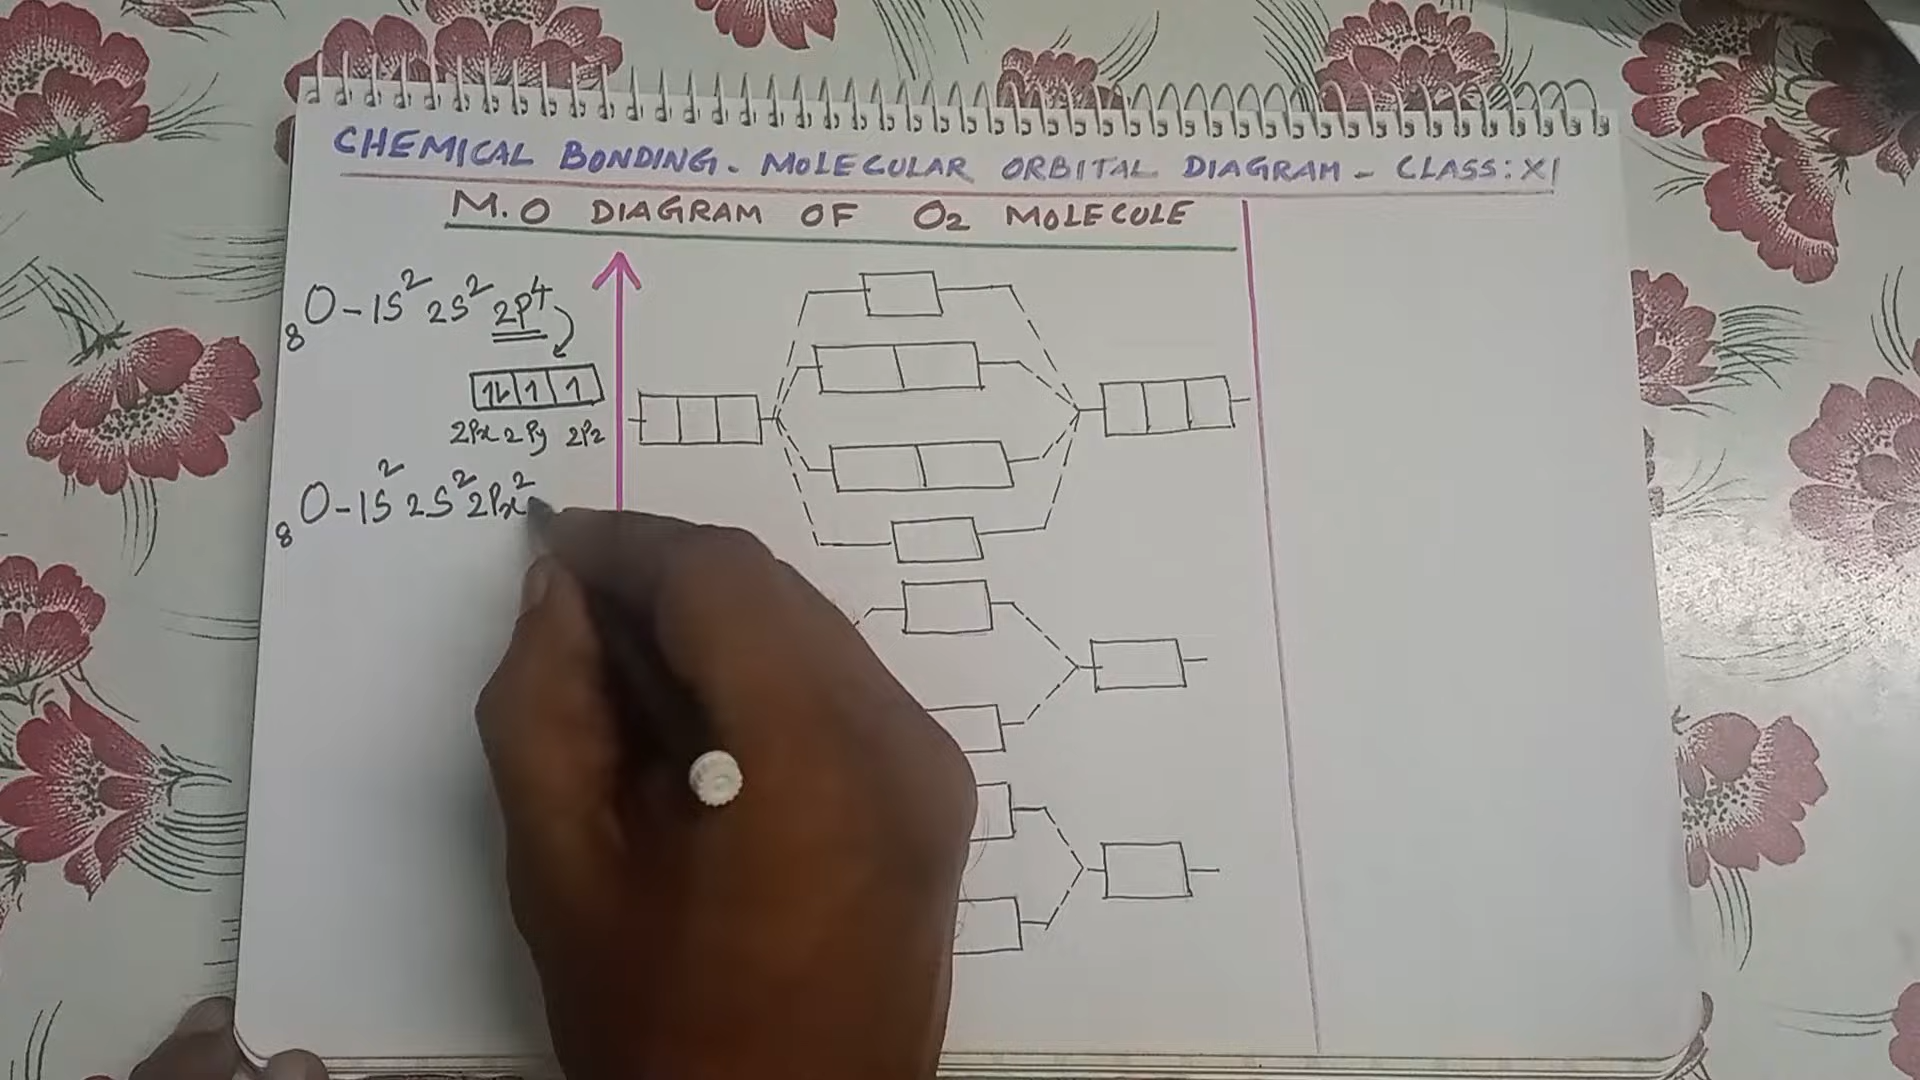 CHEMICAL BONDING. MOLECULAR ORBITAL DIAGRAM - CLASS: XI
M.O DIAGRAM OF O₂ MOLECULE
₈O - 1S² 2S² 2P⁴
1L 1 1
2Px 2Py 2Pz
₈O - 1S² 2S² 2Px²